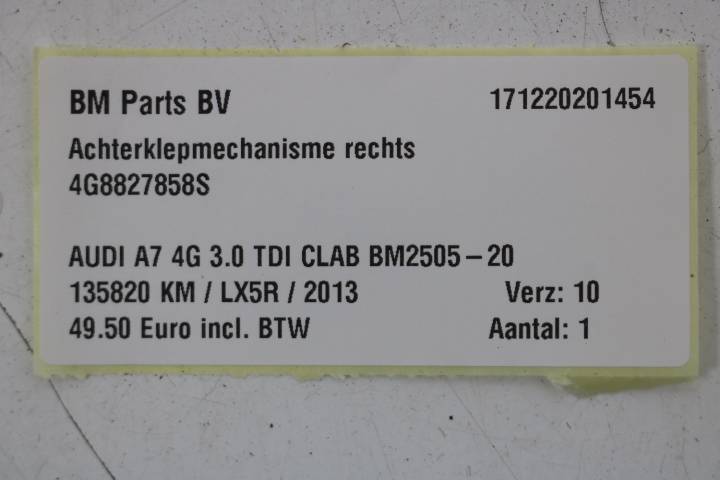 BM Parts BV 171220201454
Achterklepmechanisme rechts
4G8827858S
AUDI A7 4G 3.0 TDI CLAB BM2505-20
135820 KM / LX5R / 2013 Verz: 10
49.50 Euro incl. BTW Aantal: 1